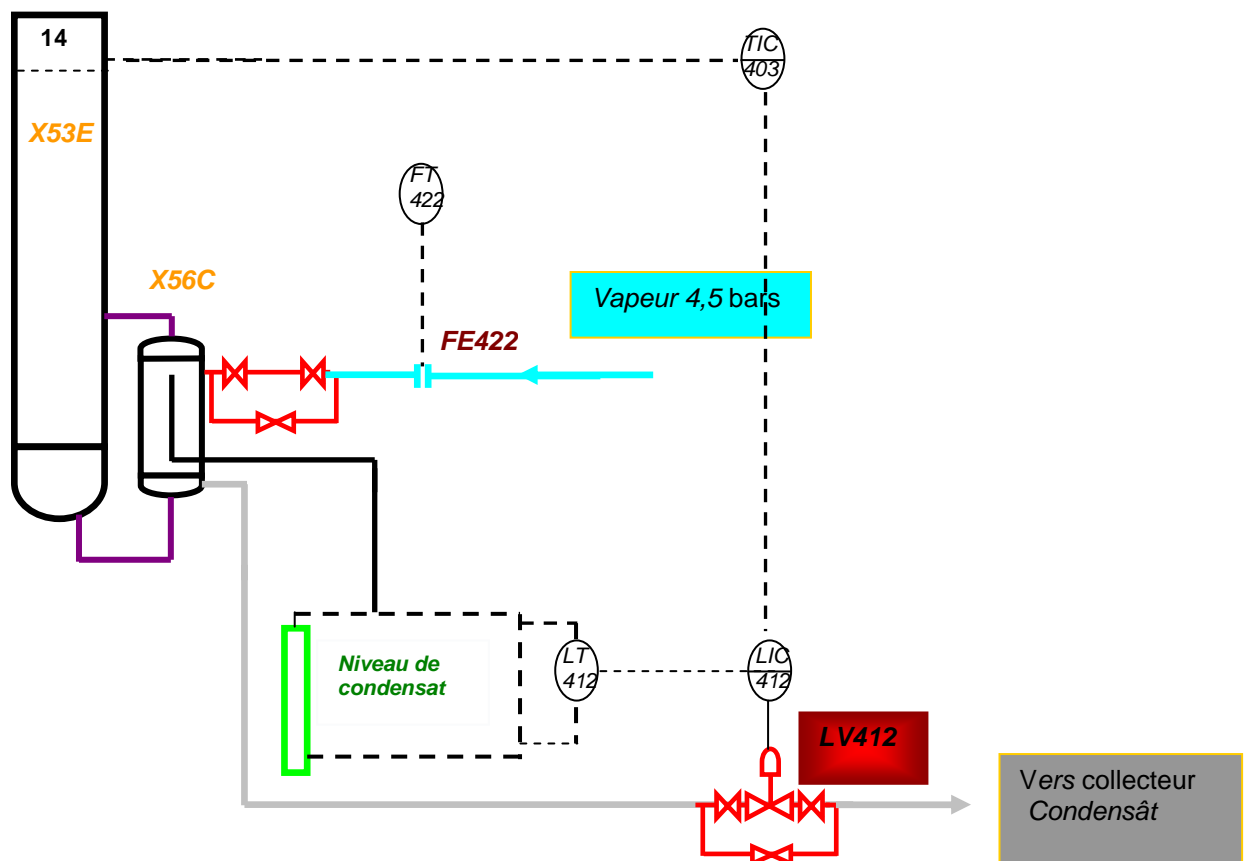 14
TIC
403
X53E
FT
422
X56C
Vapeur 4,5 bars
FE422
Niveau de
condensat
LT
412
LIC
412
LV412
Vers collecteur
Condensât